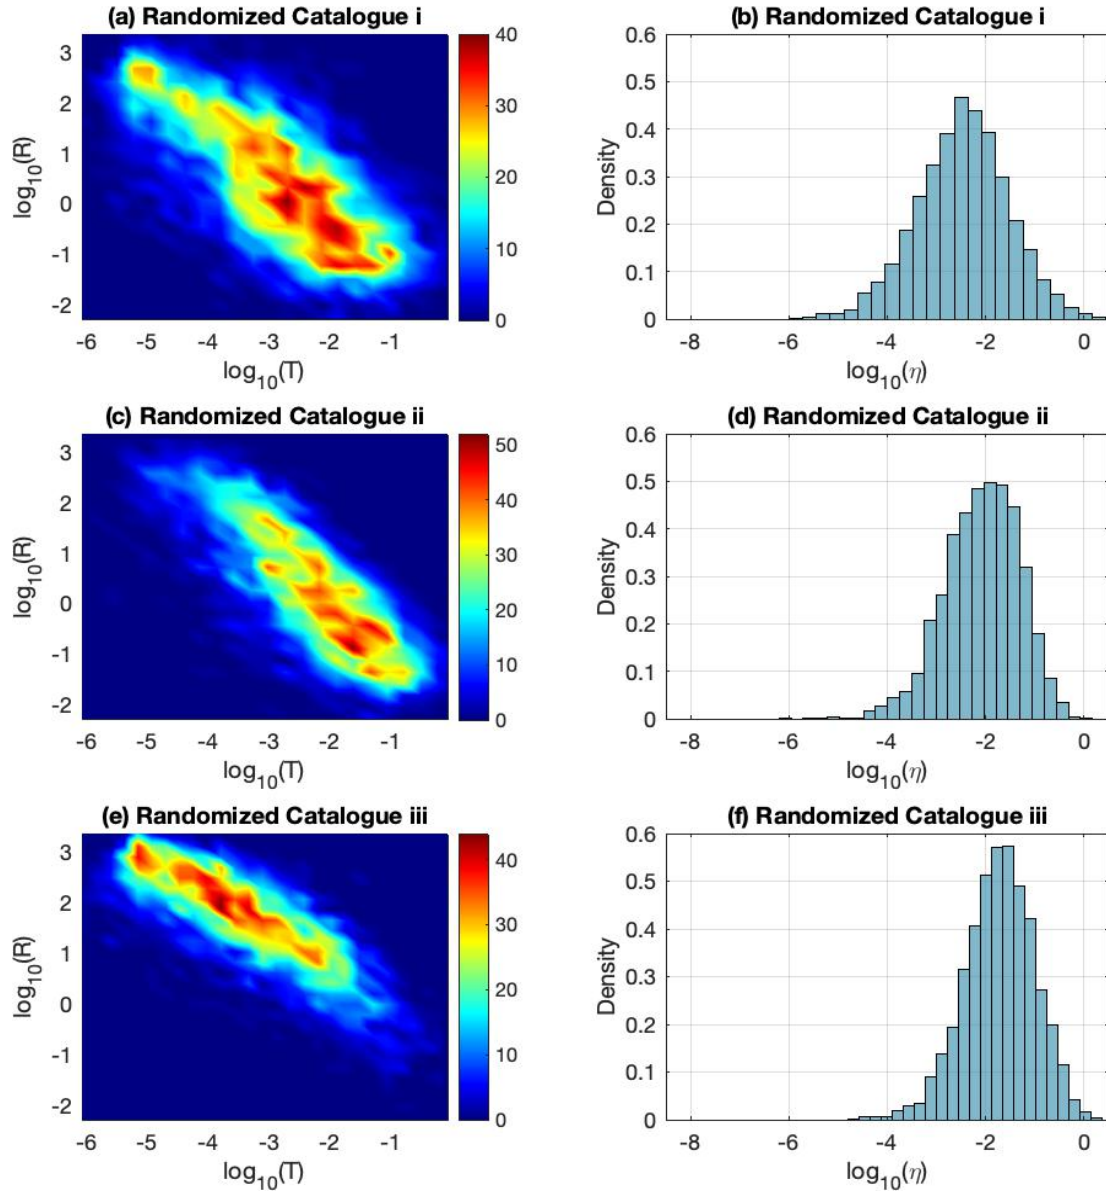 (a) Randomized Catalogue i
3
2
1
0
-1
-2
log10(R)
-6 -5 -4 -3 -2 -1
log10(T)
40
30
20
10
0
(b) Randomized Catalogue i
0.6
0.5
0.4
0.3
0.2
0.1
0
Density
-8 -6 -4 -2 0
log10(η)
(c) Randomized Catalogue ii
3
2
1
0
-1
-2
log10(R)
-6 -5 -4 -3 -2 -1
log10(T)
50
40
30
20
10
0
(d) Randomized Catalogue ii
0.6
0.5
0.4
0.3
0.2
0.1
0
Density
-8 -6 -4 -2 0
log10(η)
(e) Randomized Catalogue iii
3
2
1
0
-1
-2
log10(R)
-6 -5 -4 -3 -2 -1
log10(T)
40
30
20
10
0
(f) Randomized Catalogue iii
0.6
0.5
0.4
0.3
0.2
0.1
0
Density
-8 -6 -4 -2 0
log10(η)